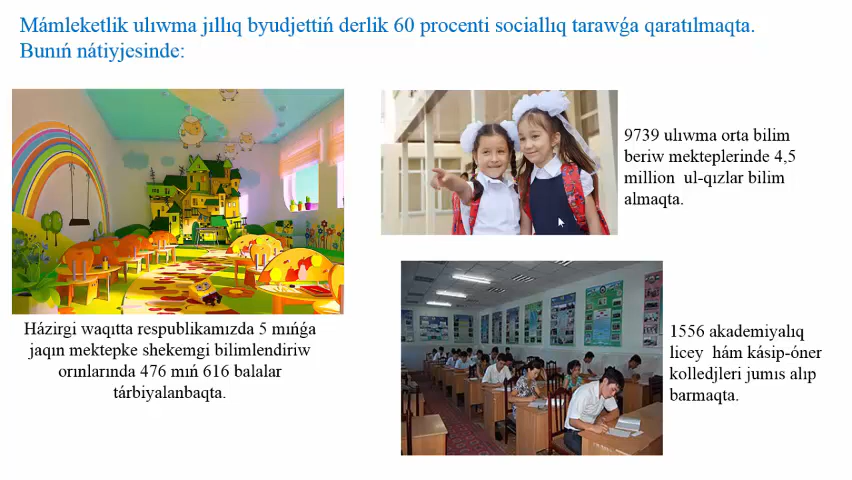 Mámleketlik ulıwma jıllıq byudjettiń derlik 60 procenti sociallıq tarawǵa qaratılmaqta.
Bunıń nátiyjesinde:
9739 ulıwma orta bilim
beriw mekteplerinde 4,5
million ul-qızlar bilim
almaqta.
Házirgi waqıtta respublikamızda 5 mıńǵa
jaqın mektepke shekemgi bilimlendiriw
orınlarında 476 mıń 616 balalar
tárbiyalanbaqta.
1556 akademiyalıq
licey hám kásip-óner
kolledjleri jumıs alıp
barmaqta.